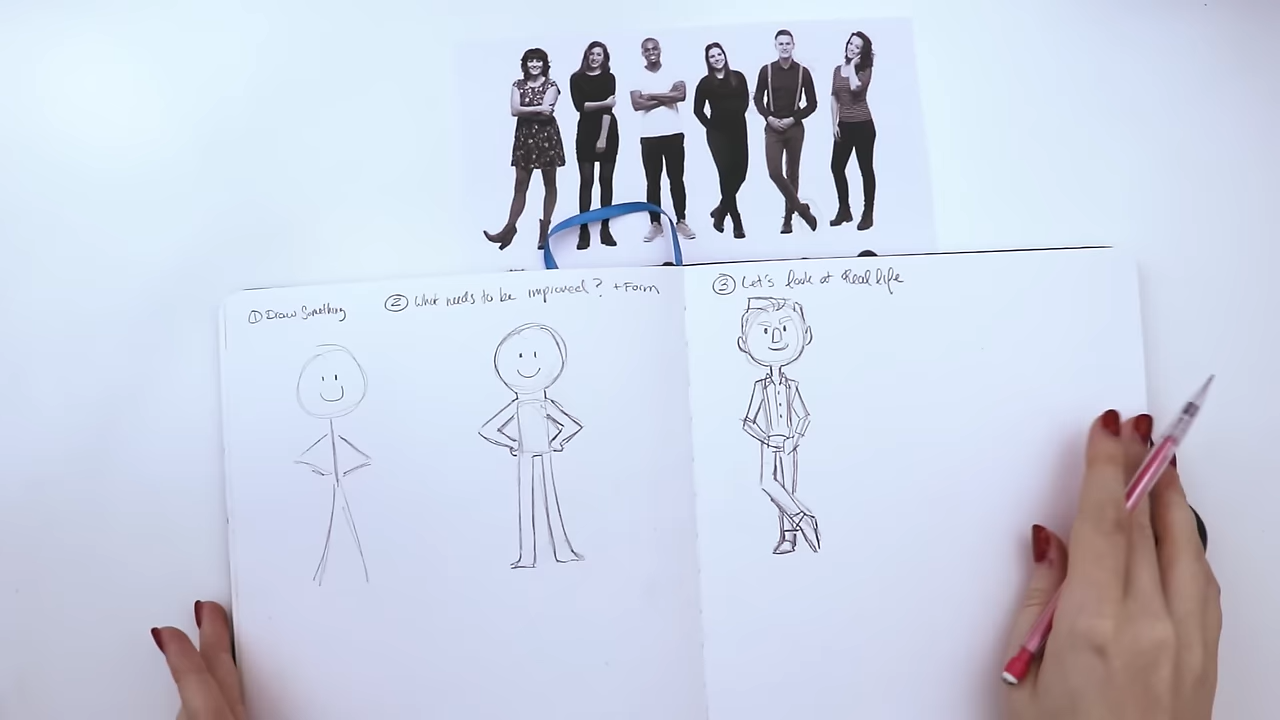 ① Draw Something
② What needs to be improved? + Form
③ Let's look at Real life